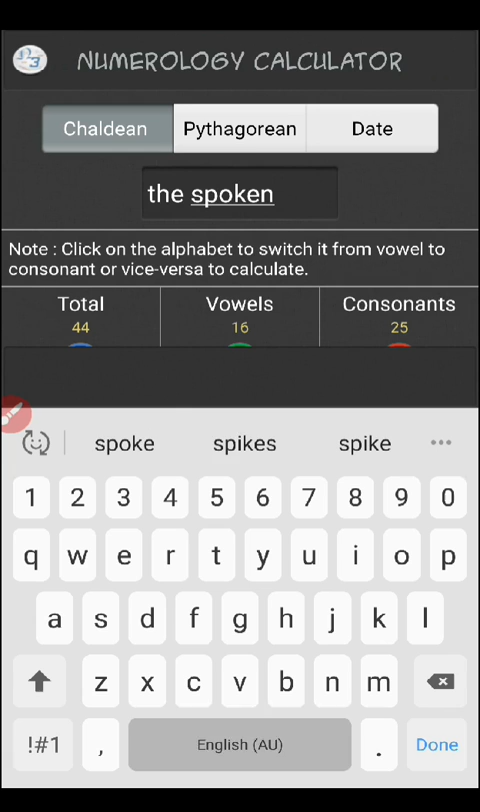 NUMEROLOGY CALCULATOR
Chaldean Pythagorean Date
the spoken
Note : Click on the alphabet to switch it from vowel to
consonant or vice-versa to calculate.
Total Vowels Consonants
44 16 25
spoke spikes spike
1 2 3 4 5 6 7 8 9 0
q w e r t y u i o p
a s d f g h j k l
z x c v b n m
!#1 , English (AU) . Done